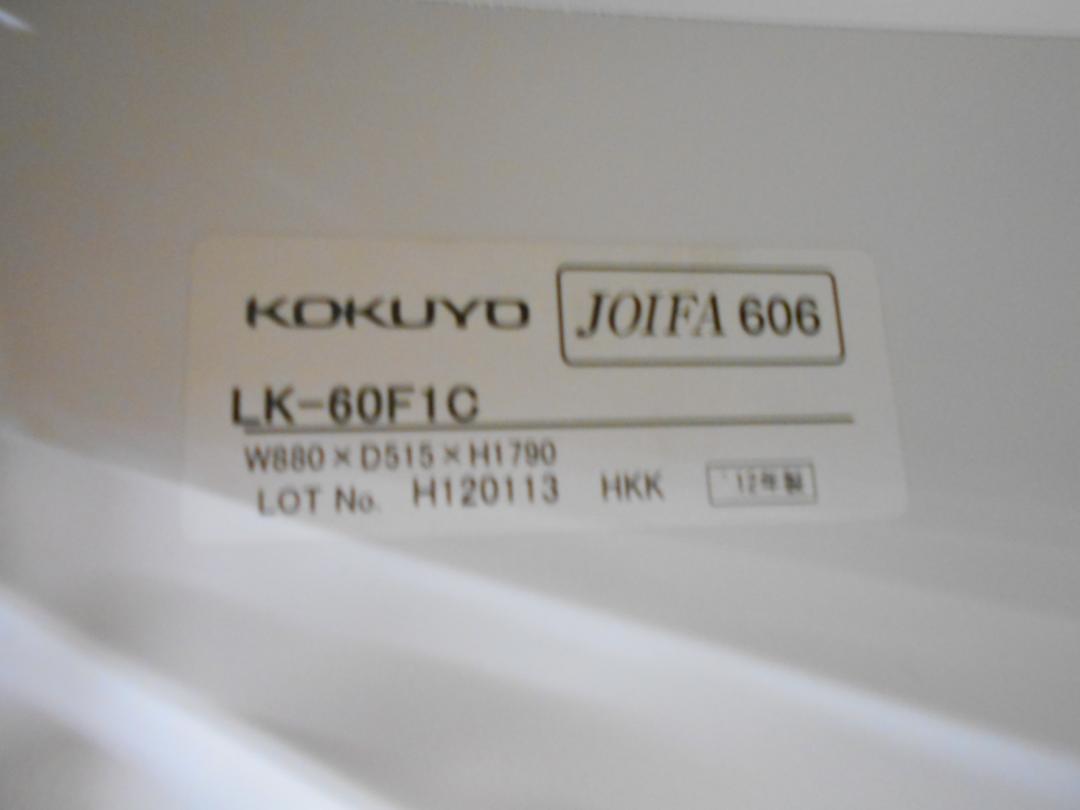 KOKUYO JOIFA 606
LK-60F1C
W880×D515×H1790
LOT No. H120113 HKK '12年製